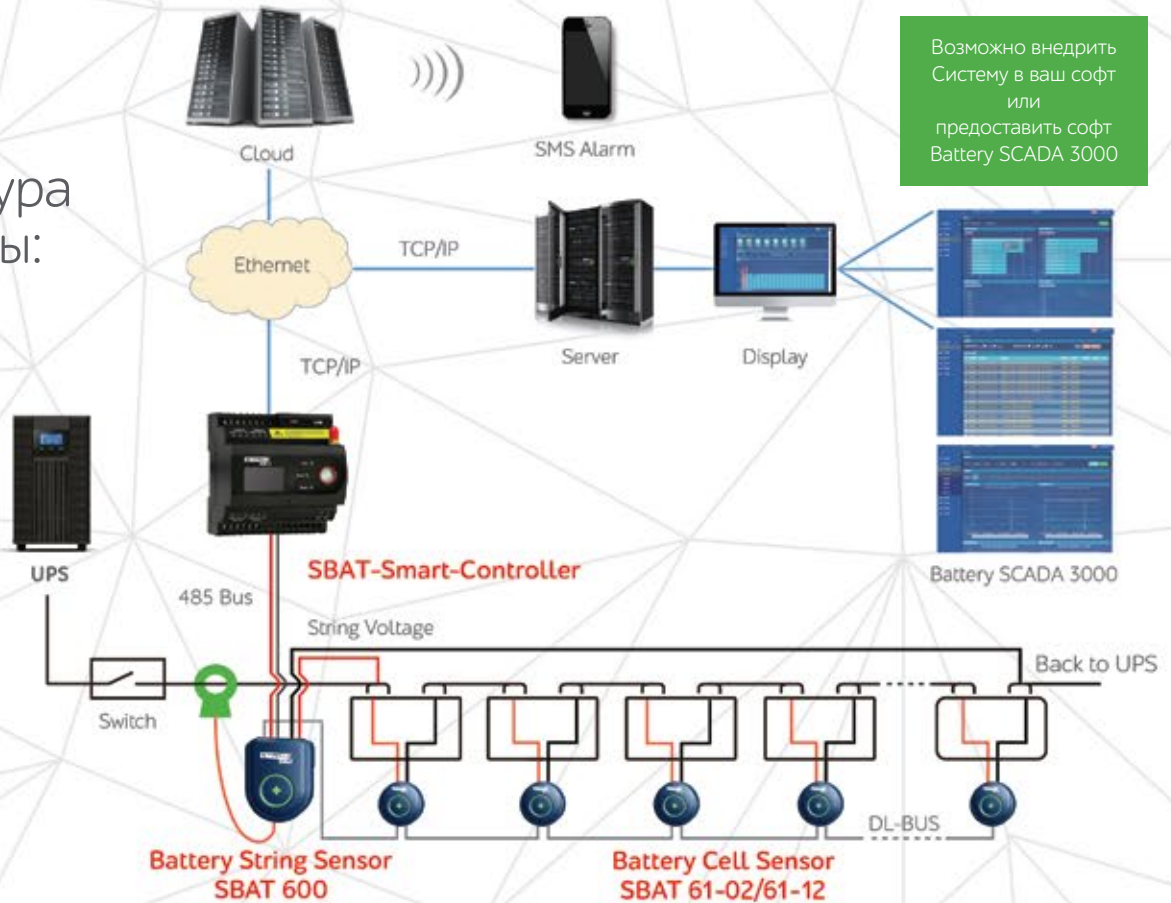 ура
ы:
Возможно внедрить
Систему в ваш софт
или
предоставить софт
Battery SCADA 3000
Cloud
SMS Alarm
Ethernet
TCP/IP
Server
Display
TCP/IP
Battery SCADA 3000
UPS
SBAT-Smart-Controller
485 Bus
String Voltage
Back to UPS
Switch
DL-BUS
Battery String Sensor
SBAT 600
Battery Cell Sensor
SBAT 61-02/61-12